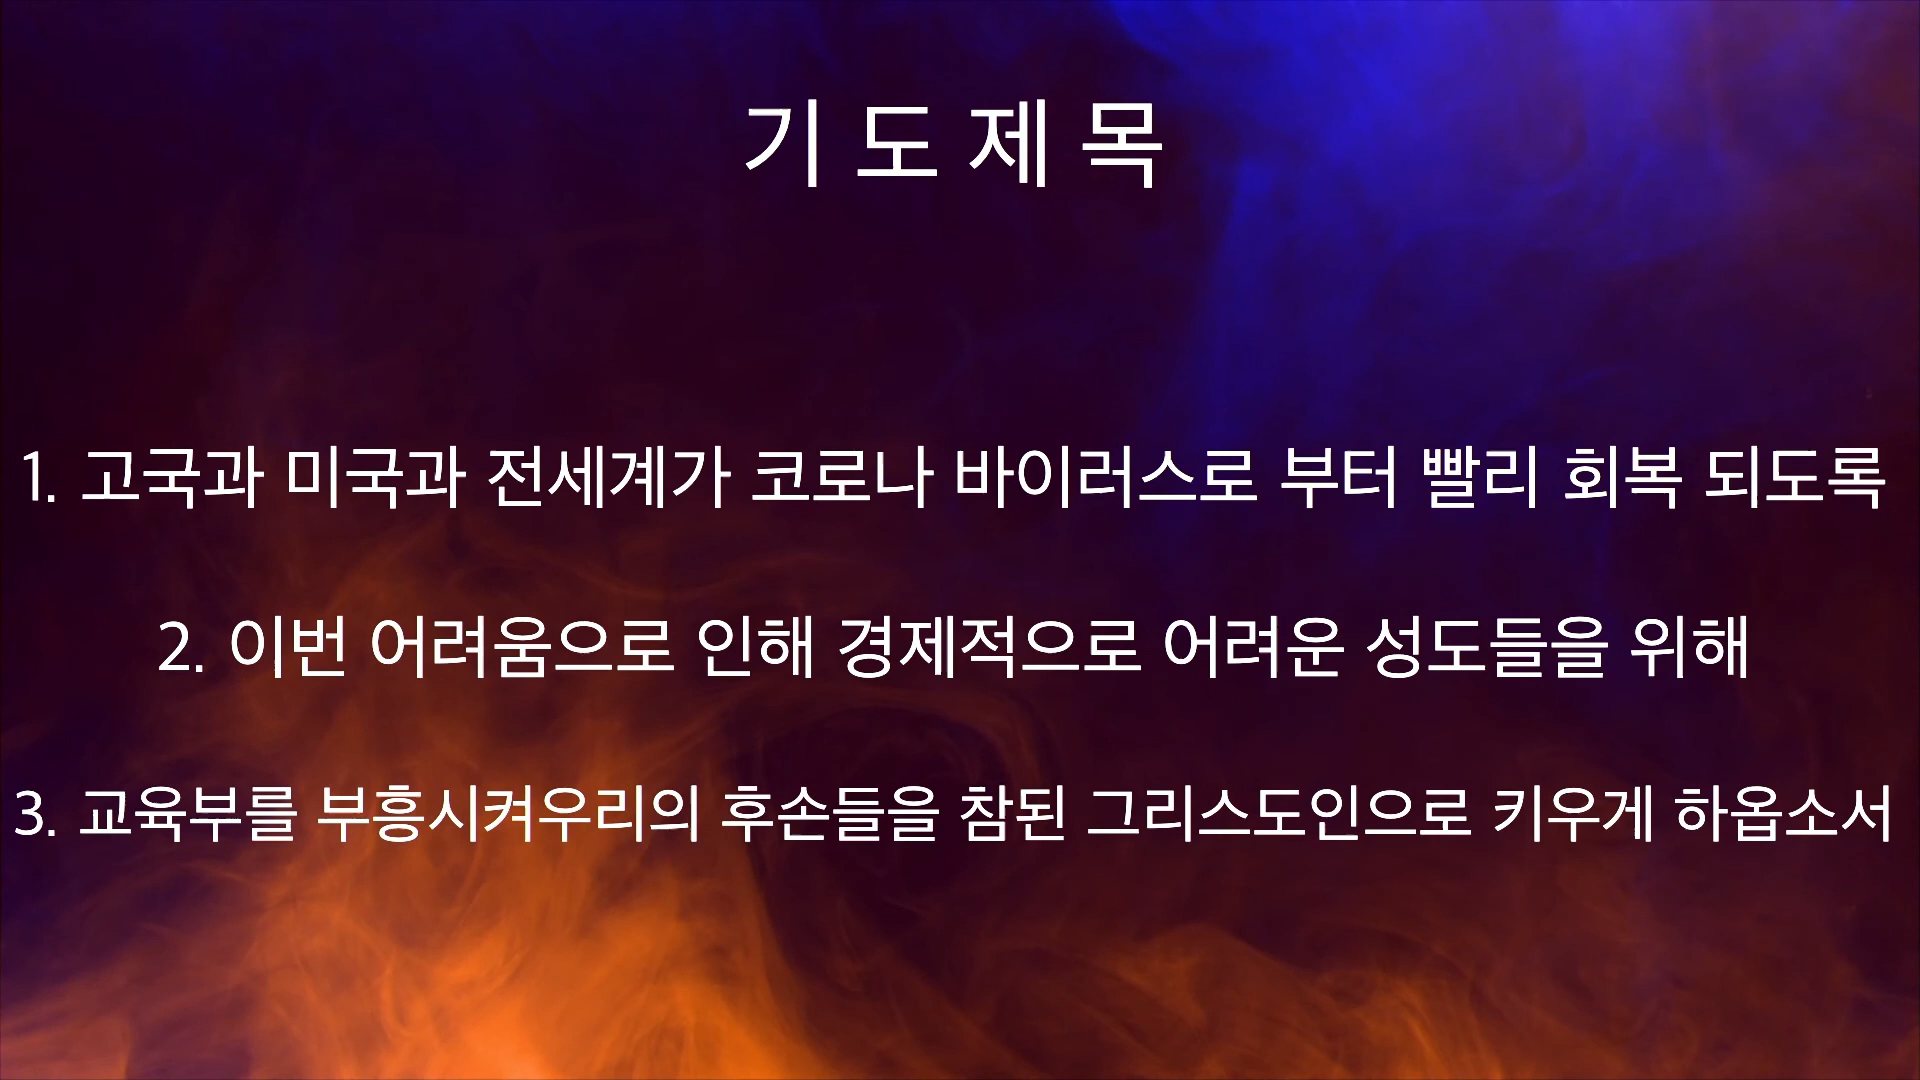 기 도 제 목
1. 고국과 미국과 전세계가 코로나 바이러스로 부터 빨리 회복 되도록
2. 이번 어려움으로 인해 경제적으로 어려운 성도들을 위해
3. 교육부를 부흥시켜우리의 후손들을 참된 그리스도인으로 키우게 하옵소서